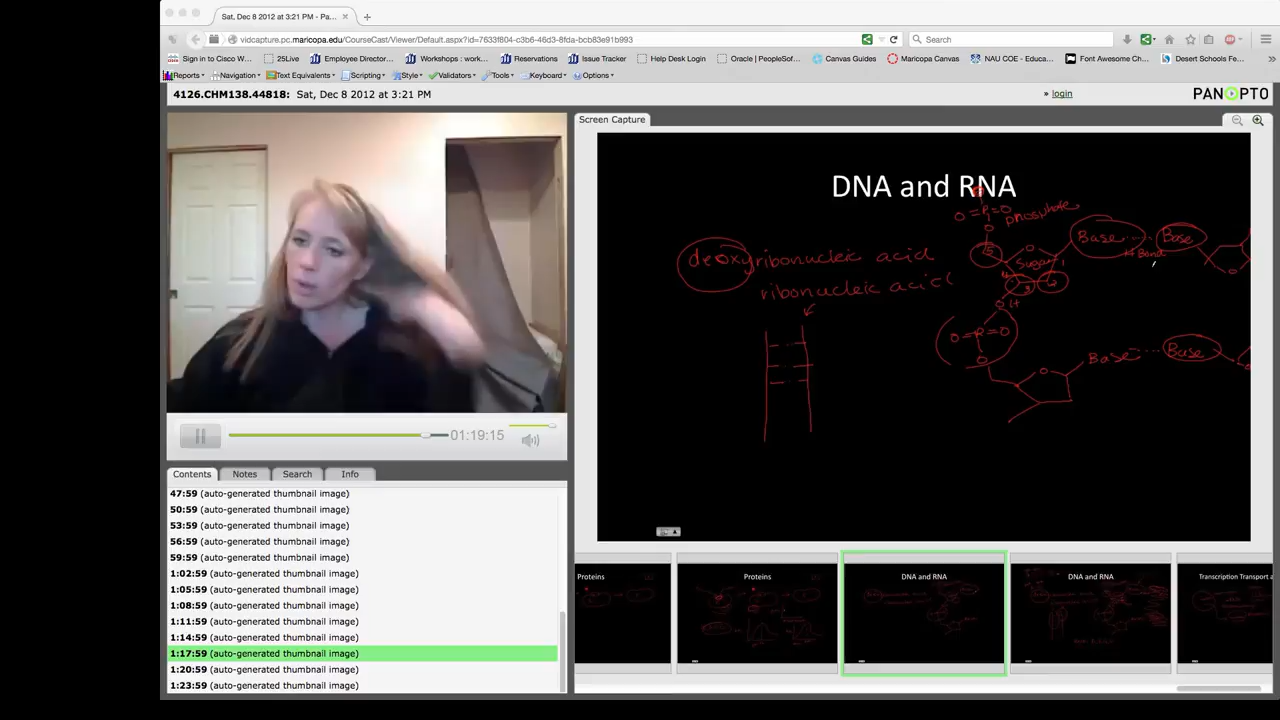 Sat, Dec 8 2012 at 3:21 PM - Pa...
vidcapture.pc.maricopa.edu/CourseCast/Viewer/Default.aspx?id=7633f804-c3b6-46d3-8fda-bcb83e91b993
Search
Sign in to Cisco W... 25Live Employee Director... Workshops : work... Reservations Issue Tracker Help Desk Login Oracle | PeopleSof... Canvas Guides Maricopa Canvas NAU COE - Educa... Font Awesome Ch... Desert Schools Fe...
Reports Navigation Text Equivalents Scripting Style Validators Tools Keyboard Options
4126.CHM138.44818: Sat, Dec 8 2012 at 3:21 PM
» login
PANOPTO
Screen Capture
DNA and RNA
O=P=O
phosphate
O
5
O
Sugar
1
4
3
2
Base Base
H Bond
O
deoxyribonucleic acid
ribonucleic acid
OH
O=P=O
O
O
Base Base
01:19:15
Contents Notes Search Info
47:59 (auto-generated thumbnail image)
50:59 (auto-generated thumbnail image)
53:59 (auto-generated thumbnail image)
56:59 (auto-generated thumbnail image)
59:59 (auto-generated thumbnail image)
1:02:59 (auto-generated thumbnail image)
1:05:59 (auto-generated thumbnail image)
1:08:59 (auto-generated thumbnail image)
1:11:59 (auto-generated thumbnail image)
1:14:59 (auto-generated thumbnail image)
1:17:59 (auto-generated thumbnail image)
1:20:59 (auto-generated thumbnail image)
1:23:59 (auto-generated thumbnail image)
Proteins
Proteins
DNA and RNA
DNA and RNA
Transcription Transport a